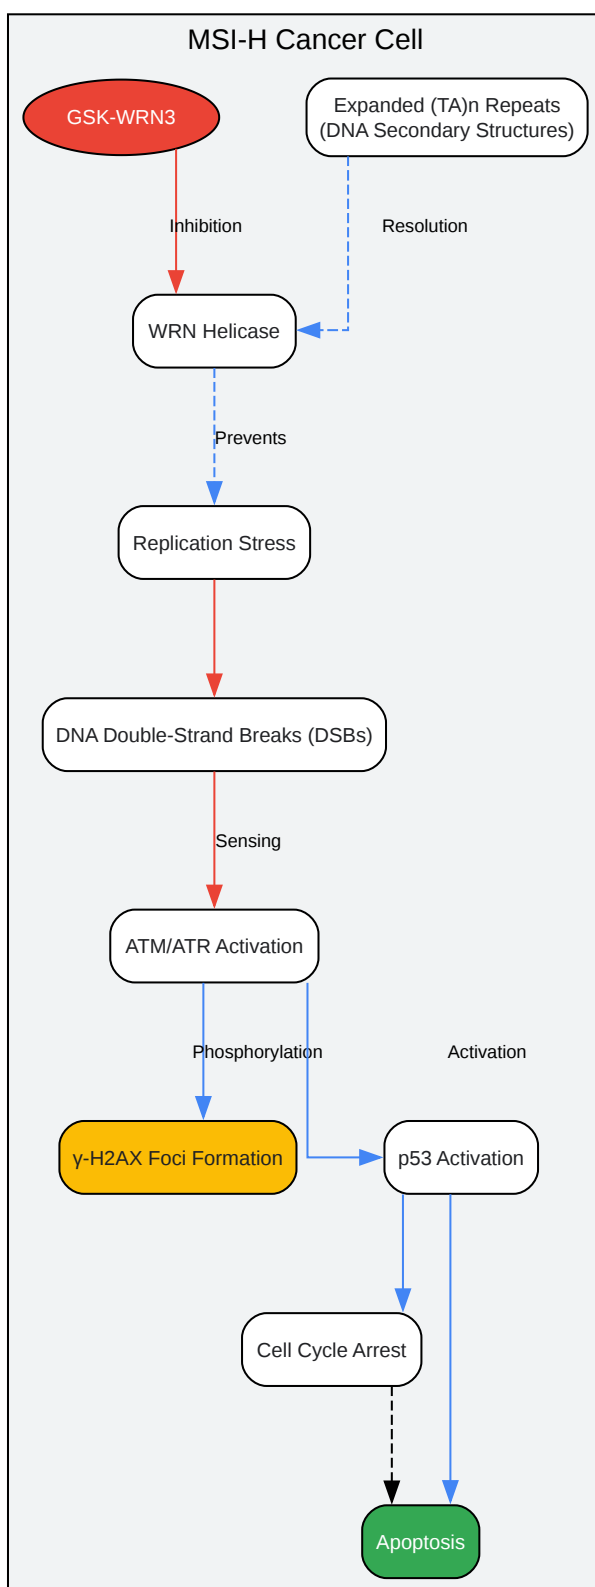 MSI-H Cancer Cell
GSK-WRN3
Expanded (TA)n Repeats
(DNA Secondary Structures)
Inhibition
Resolution
WRN Helicase
Prevents
Replication Stress
DNA Double-Strand Breaks (DSBs)
Sensing
ATM/ATR Activation
Phosphorylation
Activation
γ-H2AX Foci Formation
p53 Activation
Cell Cycle Arrest
Apoptosis